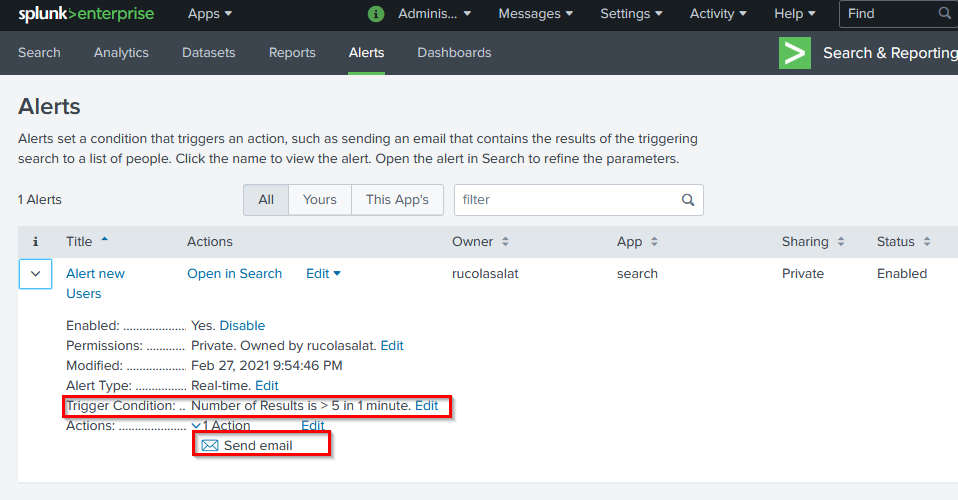 splunk>enterprise Apps Adminis... Messages Settings Activity Help Find
Search Analytics Datasets Reports Alerts Dashboards Search & Reporting
Alerts
Alerts set a condition that triggers an action, such as sending an email that contains the results of the triggering
search to a list of people. Click the name to view the alert. Open the alert in Search to refine the parameters.
1 Alerts All Yours This App's filter
i Title Actions Owner App Sharing Status
Alert new Open in Search Edit rucolasalat search Private Enabled
Users
Enabled: .................... Yes. Disable
Permissions: ............ Private. Owned by rucolasalat. Edit
Modified: .................. Feb 27, 2021 9:54:46 PM
Alert Type: ................ Real-time. Edit
Trigger Condition: .. Number of Results is > 5 in 1 minute. Edit
Actions: ..................... 1 Action Edit
Send email